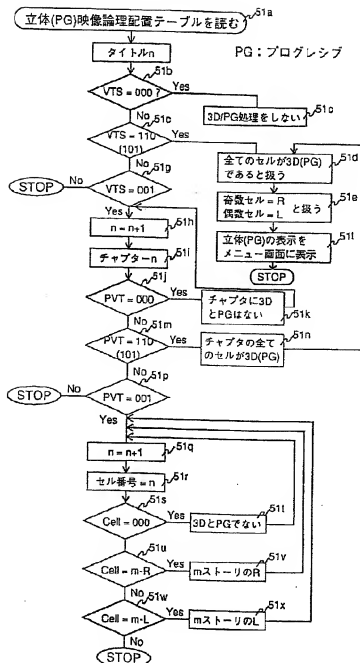 立体(PG)映像論理配置テーブルを読む
51a
タイトルn
PG：プログレシブ
51b
VTS = 000 ?
Yes
51c
3D/PG処理をしない
No
51c
VTS = 110
(101)
Yes
51d
全てのセルが3D(PG)
であると扱う
No
51g
VTS = 001
No
STOP
51e
奇数セル = R
偶数セル = L
と扱う
Yes
51h
n = n+1
51f
立体(PG)の表示を
メニュー画面に表示
STOP
51i
チャプターn
51j
PVT = 000
Yes
チャプタに3D
とPGはない
51k
No
51m
PVT = 110
(101)
Yes
51n
チャプタの全て
のセルが3D(PG)
No
51p
PVT = 001
No
STOP
Yes
51q
n = n+1
51r
セル番号 = n
51s
Cell = 000
Yes
51t
3DとPGでない
No
51u
Cell = m-R
Yes
51v
mストーリのR
No
51w
Cell = m-L
Yes
51x
mストーリのL
No
STOP